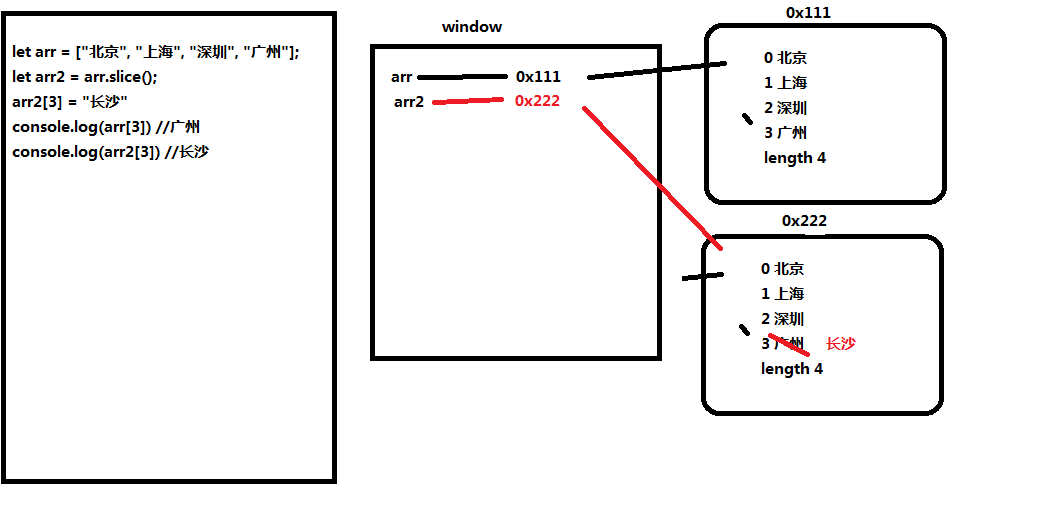 let arr = ["北京", "上海", "深圳", "广州"];
let arr2 = arr.slice();
arr2[3] = "长沙"
console.log(arr[3]) //广州
console.log(arr2[3]) //长沙
window
arr 0x111
arr2 0x222
0x111
0 北京
1 上海
2 深圳
3 广州
length 4
0x222
0 北京
1 上海
2 深圳
3 广州 长沙
length 4